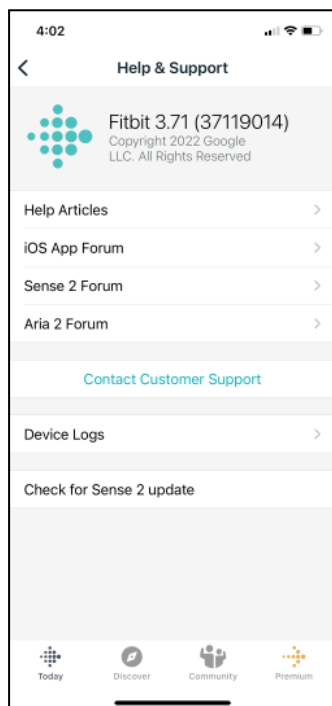 4:02
Help & Support
Fitbit 3.71 (37119014)
Copyright 2022 Google
LLC. All Rights Reserved
Help Articles
iOS App Forum
Sense 2 Forum
Aria 2 Forum
Contact Customer Support
Device Logs
Check for Sense 2 update
Today
Discover
Community
Premium